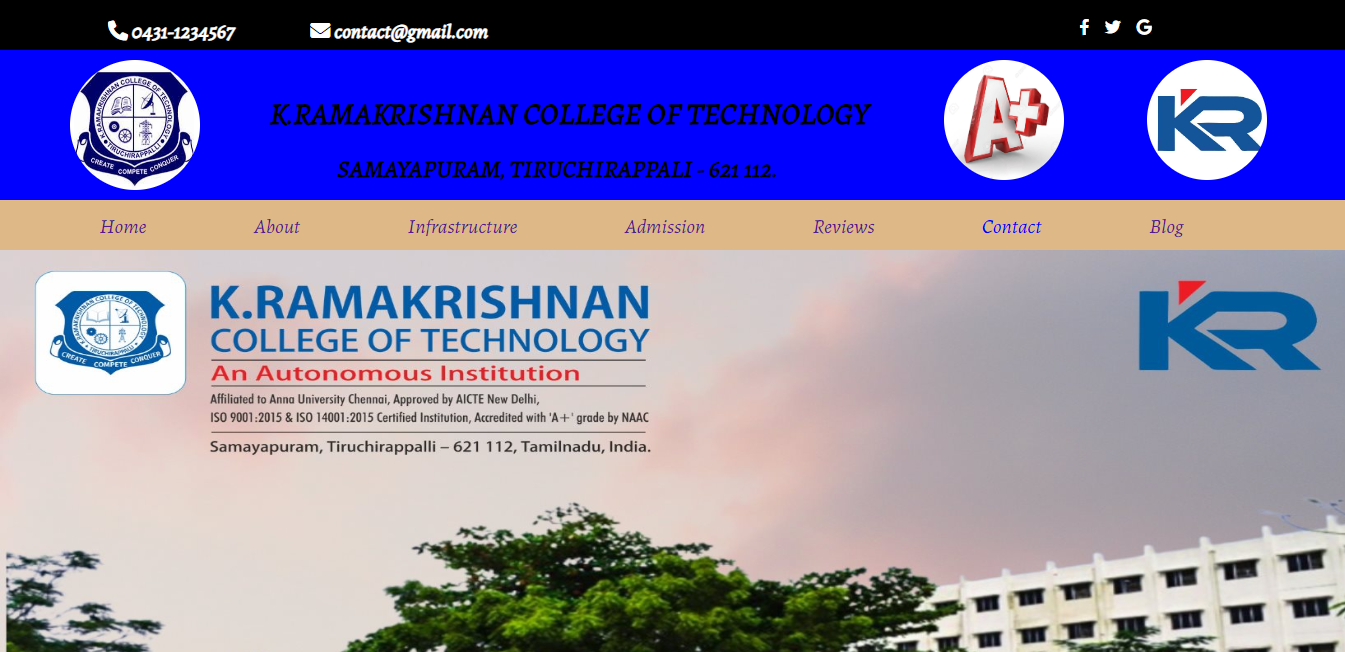 0431-1234567 contact@gmail.com
K.RAMAKRISHNAN COLLEGE OF TECHNOLOGY
TIRUCHIRAPPALLI
CREATE COMPETE CONQUER
K.RAMAKRISHNAN COLLEGE OF TECHNOLOGY
SAMAYAPURAM, TIRUCHIRAPPALI - 621 112.
A+
KR
Home About Infrastructure Admission Reviews Contact Blog
K.RAMAKRISHNAN COLLEGE OF TECHNOLOGY
TIRUCHIRAPPALLI
CREATE COMPETE CONQUER
K.RAMAKRISHNAN
COLLEGE OF TECHNOLOGY
An Autonomous Institution
Affiliated to Anna University Chennai, Approved by AICTE New Delhi,
ISO 9001:2015 & ISO 14001:2015 Certified Institution, Accredited with 'A+' grade by NAAC
Samayapuram, Tiruchirappalli – 621 112, Tamilnadu, India.
KR